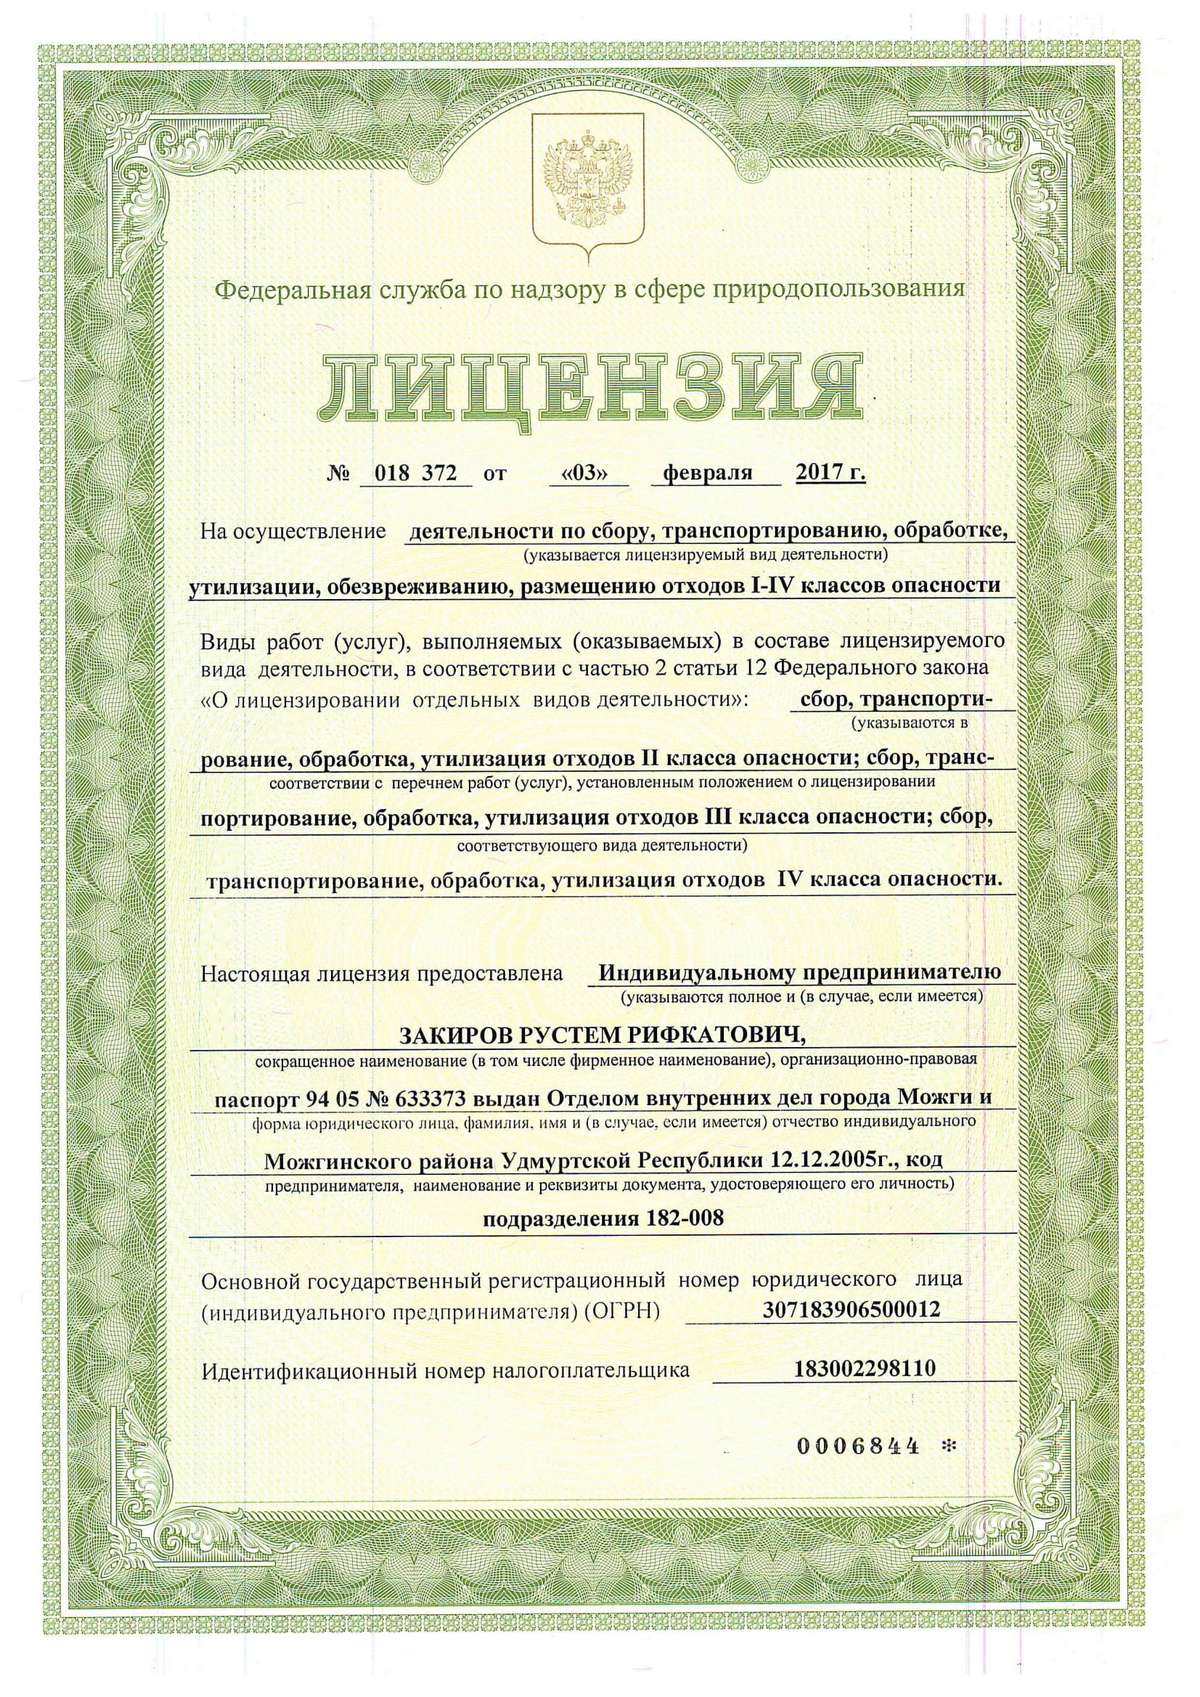 Федеральная служба по надзору в сфере природопользования
ЛИЦЕНЗИЯ
№ 018 372 от «03» февраля 2017 г.
На осуществление деятельности по сбору, транспортированию, обработке,
(указывается лицензируемый вид деятельности)
утилизации, обезвреживанию, размещению отходов I-IV классов опасности
Виды работ (услуг), выполняемых (оказываемых) в составе лицензируемого
вида деятельности, в соответствии с частью 2 статьи 12 Федерального закона
«О лицензировании отдельных видов деятельности»: сбор, транспорти-
(указываются в
рование, обработка, утилизация отходов II класса опасности; сбор, транс-
соответствии с перечнем работ (услуг), установленным положением о лицензировании
портирование, обработка, утилизация отходов III класса опасности; сбор,
соответствующего вида деятельности)
транспортирование, обработка, утилизация отходов IV класса опасности.
Настоящая лицензия предоставлена Индивидуальному предпринимателю
(указываются полное и (в случае, если имеется)
ЗАКИРОВ РУСТЕМ РИФКАТОВИЧ,
сокращенное наименование (в том числе фирменное наименование), организационно-правовая
паспорт 94 05 № 633373 выдан Отделом внутренних дел города Можги и
форма юридического лица, фамилия, имя и (в случае, если имеется) отчество индивидуального
Можгинского района Удмуртской Республики 12.12.2005г., код
предпринимателя, наименование и реквизиты документа, удостоверяющего его личность)
подразделения 182-008
Основной государственный регистрационный номер юридического лица
(индивидуального предпринимателя) (ОГРН) 307183906500012
Идентификационный номер налогоплательщика 183002298110
0006844 *